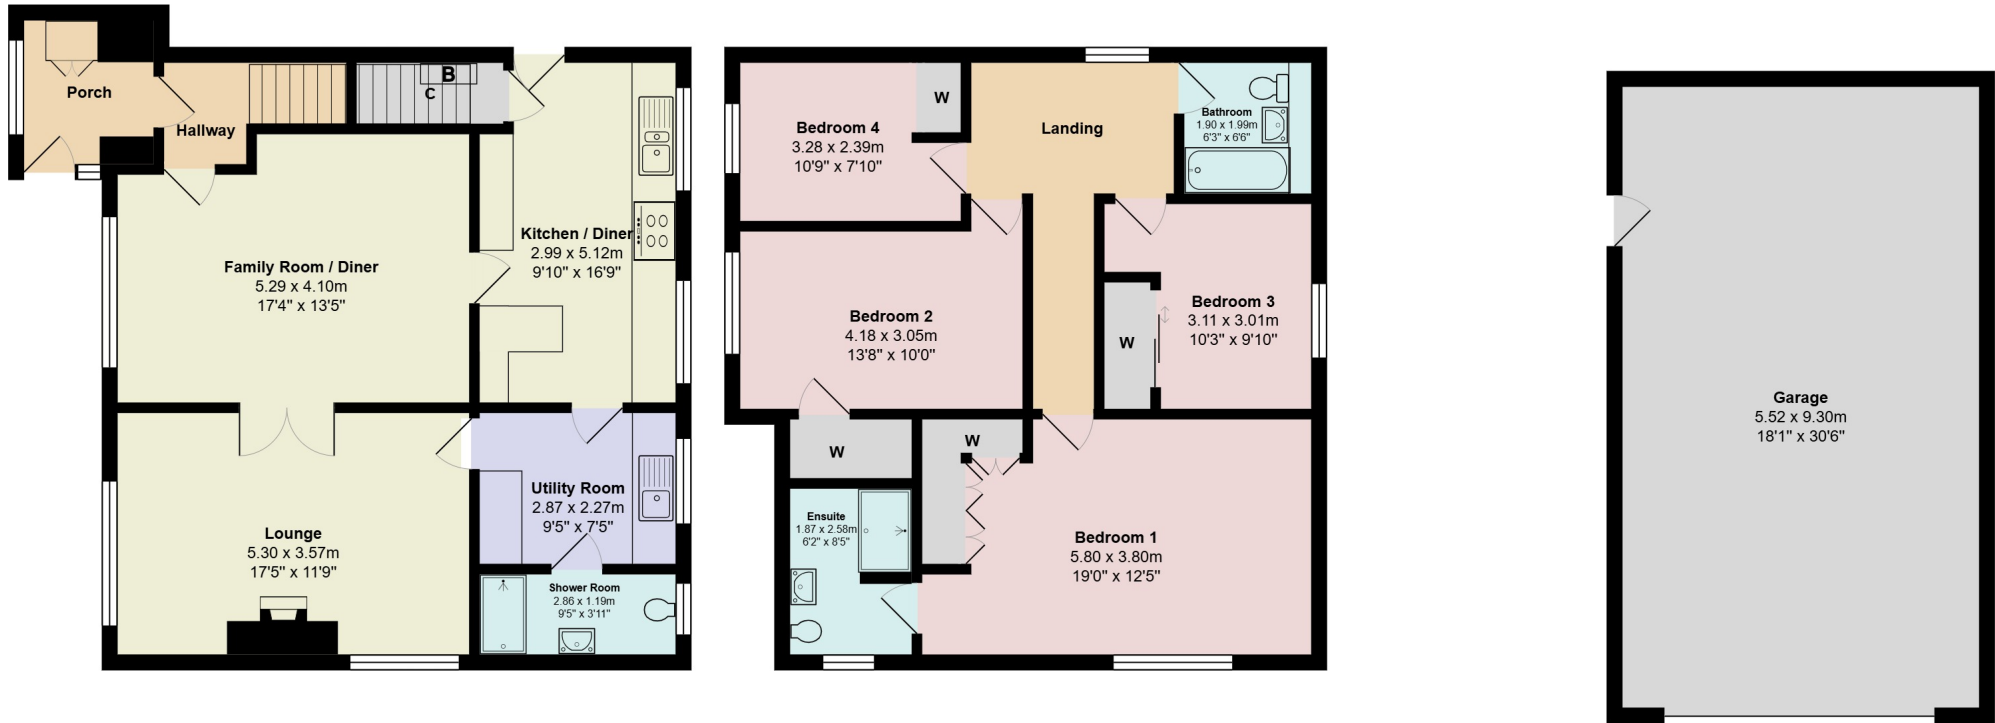 Porch
Hallway
B
C
Kitchen / Diner
2.99 x 5.12m
9'10" x 16'9"
Family Room / Diner
5.29 x 4.10m
17'4" x 13'5"
Lounge
5.30 x 3.57m
17'5" x 11'9"
Utility Room
2.87 x 2.27m
9'5" x 7'5"
Shower Room
2.86 x 1.19m
9'5" x 3'11"
Bedroom 4
3.28 x 2.39m
10'9" x 7'10"
W
Landing
Bathroom
1.90 x 1.99m
6'3" x 6'6"
Bedroom 2
4.18 x 3.05m
13'8" x 10'0"
Bedroom 3
3.11 x 3.01m
10'3" x 9'10"
W
W
W
Ensuite
1.87 x 2.58m
6'2" x 8'5"
Bedroom 1
5.80 x 3.80m
19'0" x 12'5"
Garage
5.52 x 9.30m
18'1" x 30'6"